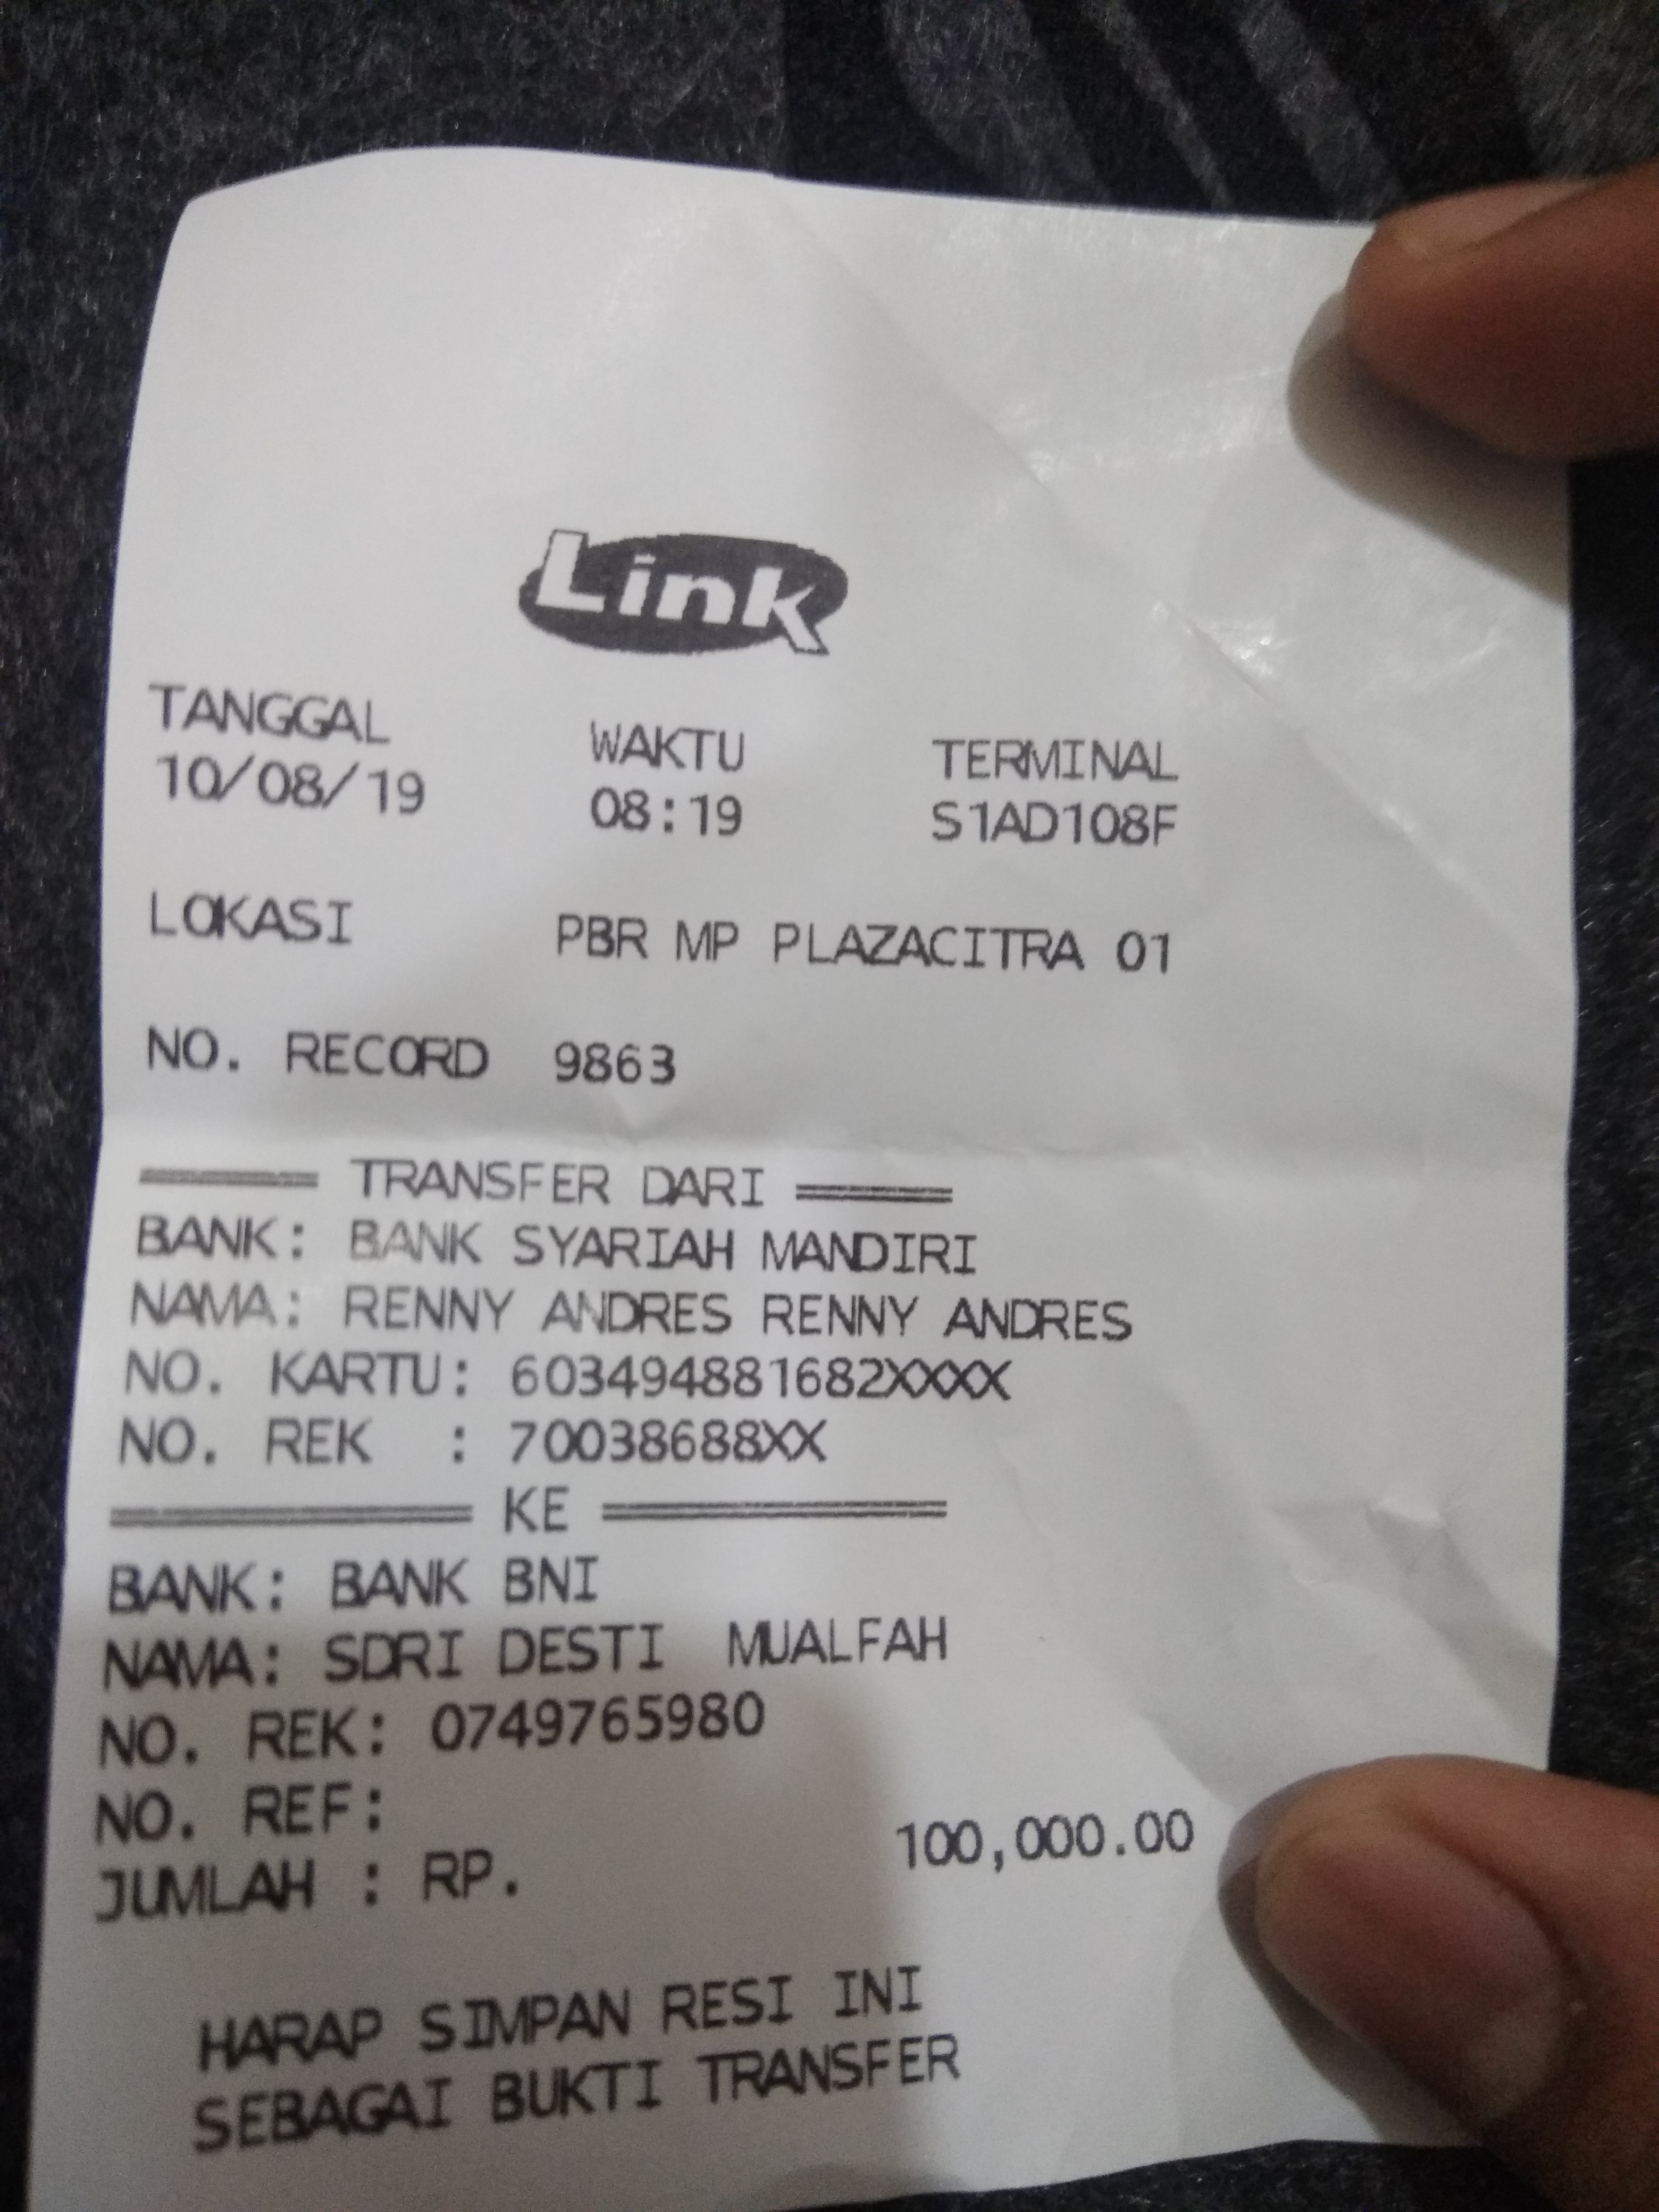 Link
TANGGAL WAKTU TERMINAL
10/08/19 08:19 S1AD108F
LOKASI PBR MP PLAZACITRA 01
NO. RECORD 9863
===== TRANSFER DARI =====
BANK: BANK SYARIAH MANDIRI
NAMA: RENNY ANDRES RENNY ANDRES
NO. KARTU: 603494881682XXXX
NO. REK : 70038688XX
========== KE ==========
BANK: BANK BNI
NAMA: SDRI DESTI MUALFAH
NO. REK: 0749765980
NO. REF:
JUMLAH : RP. 100,000.00
HARAP SIMPAN RESI INI
SEBAGAI BUKTI TRANSFER